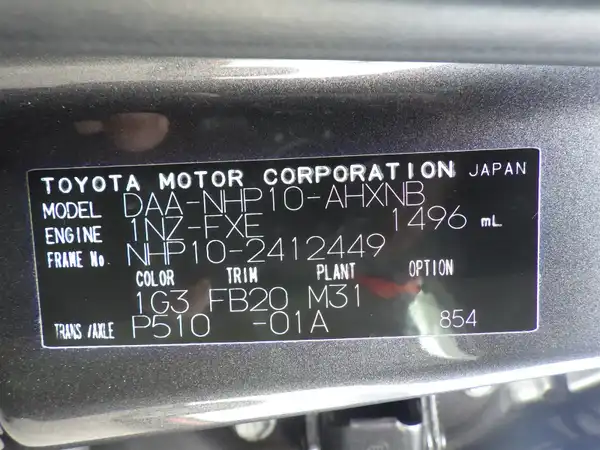 TOYOTA MOTOR CORPORATION JAPAN
MODEL DAA-NHP10-AHXNB
ENGINE 1NZ-FXE 1496 mL
FRAME No. NHP10-2412449
COLOR TRIM PLANT OPTION
1G3 FB20 M31
TRANS /AXLE P510 -01A 854